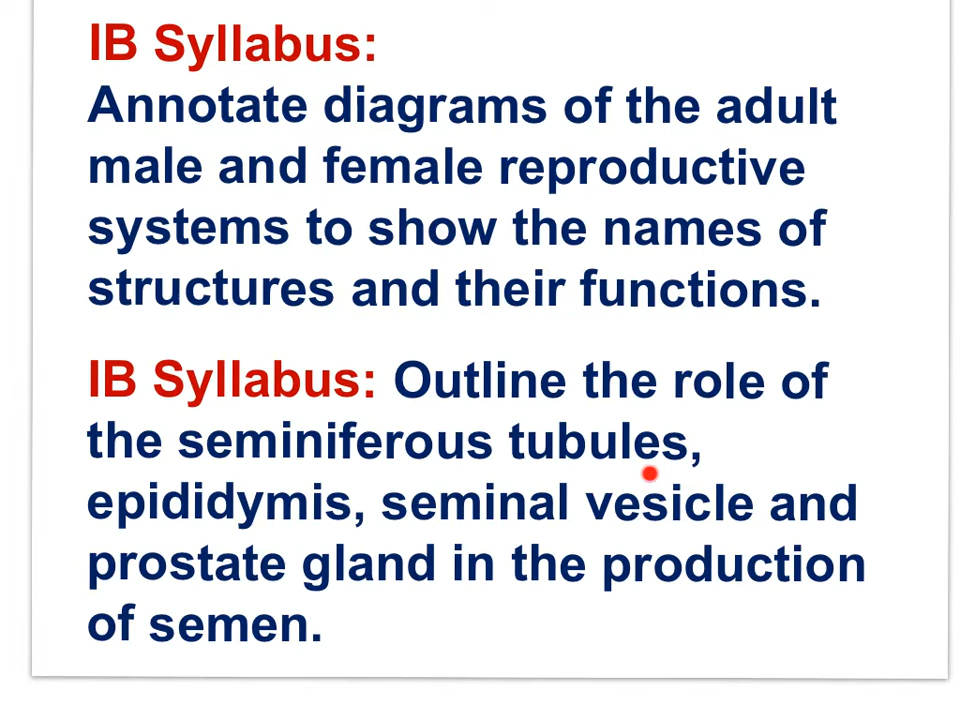 IB Syllabus:
Annotate diagrams of the adult
male and female reproductive
systems to show the names of
structures and their functions.
IB Syllabus: Outline the role of
the seminiferous tubules,
epididymis, seminal vesicle and
prostate gland in the production
of semen.